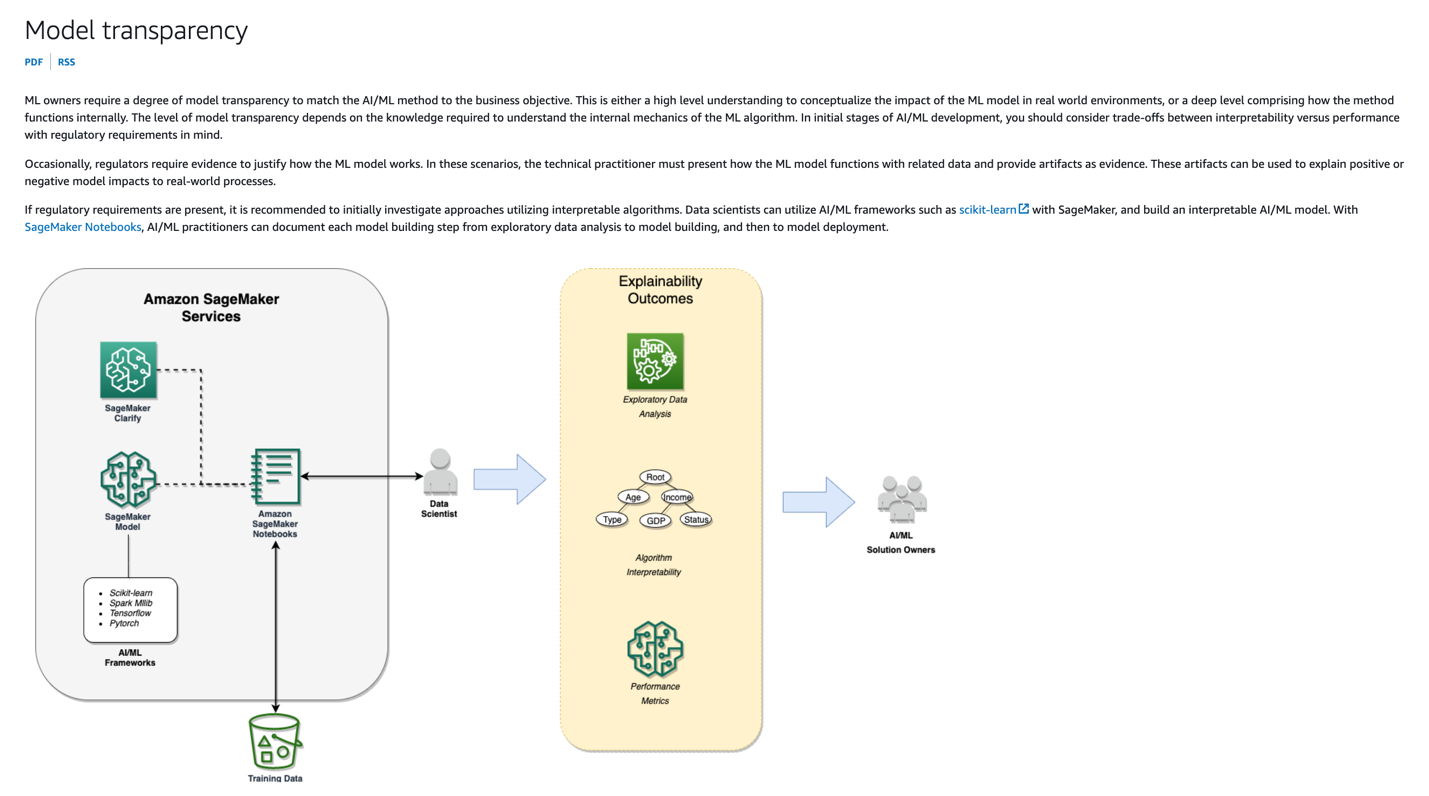 Model transparency
PDF
RSS
ML owners require a degree of model transparency to match the AI/ML method to the business objective. This is either a high level understanding to conceptualize the impact of the ML model in real world environments, or a deep level comprising how the method
functions internally. The level of model transparency depends on the knowledge required to understand the internal mechanics of the ML algorithm. In initial stages of AI/ML development, you should consider trade-offs between interpretability versus performance
with regulatory requirements in mind.
Occasionally, regulators require evidence to justify how the ML model works. In these scenarios, the technical practitioner must present how the ML model functions with related data and provide artifacts as evidence. These artifacts can be used to explain positive or
negative model impacts to real-world processes.
If regulatory requirements are present, it is recommended to initially investigate approaches utilizing interpretable algorithms. Data scientists can utilize AI/ML frameworks such as scikit-learn with SageMaker, and build an interpretable AI/ML model. With
SageMaker Notebooks, AI/ML practitioners can document each model building step from exploratory data analysis to model building, and then to model deployment.
Amazon SageMaker
Services
SageMaker
Clarify
SageMaker
Model
Amazon
SageMaker
Notebooks
• Scikit-learn
• Spark Mllib
• Tensorflow
• Pytorch
AI/ML
Frameworks
Training Data
Data
Scientist
Explainability
Outcomes
Exploratory Data
Analysis
Root
Age
Income
Type
GDP
Status
Algorithm
Interpretability
Performance
Metrics
AI/ML
Solution Owners